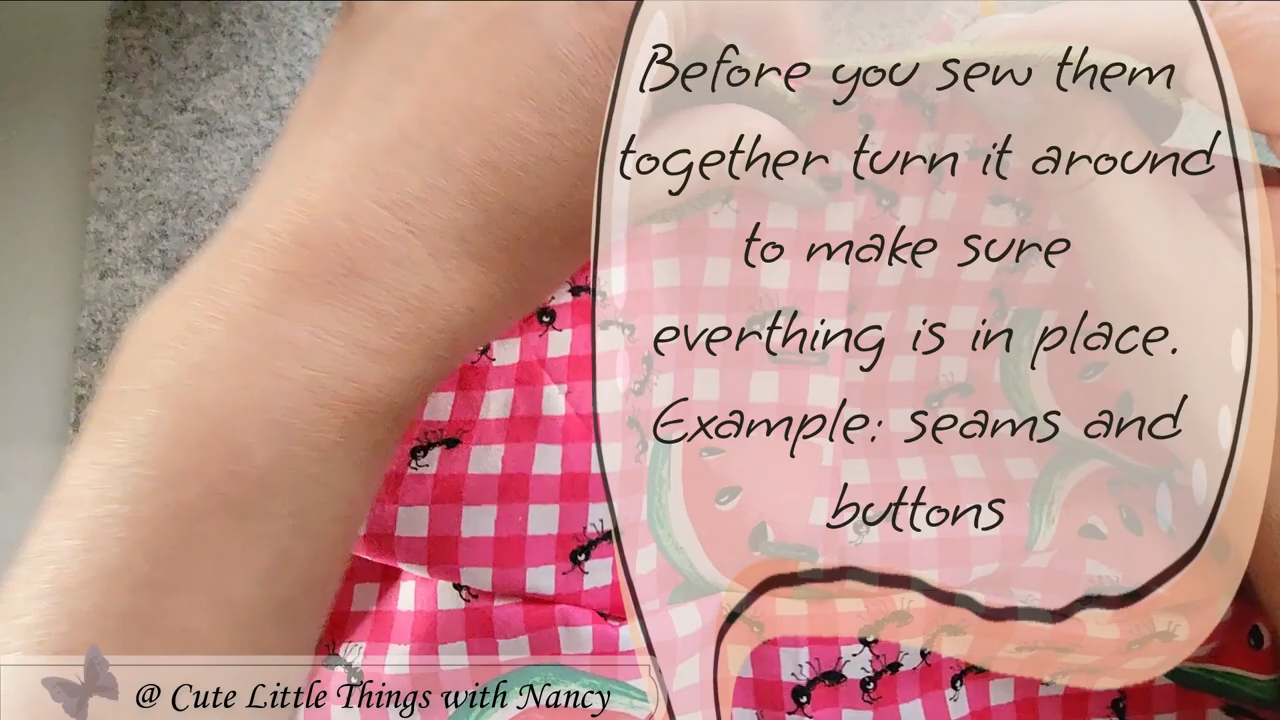 Before you sew them
together turn it around
to make sure
everthing is in place.
Example: seams and
buttons
@ Cute Little Things with Nancy